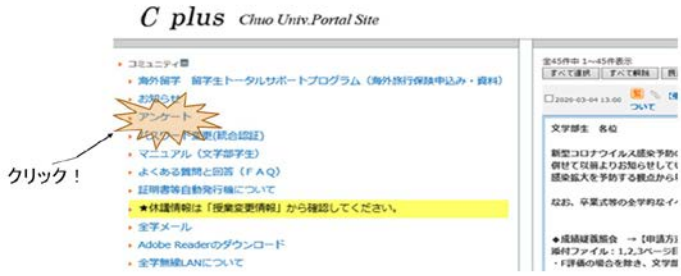 C plus Chuo Univ.Portal Site
コミュニティ
海外留学 留学生トータルサポートプログラム（海外旅行保険申込み・資料）
お知らせ
アンケート
パスワード変更(統合認証)
マニュアル（文学部学生）
よくある質問と回答（ＦＡＱ）
証明書等自動発行機について
★休講情報は「授業変更情報」から確認してください。
全学メール
Adobe Readerのダウンロード
全学無線LANについて
クリック！
全45件中 1～45件表示
すべて選択 すべて解除 既
2020-03-04 13:00
ついて
文学部生 各位
新型コロナウイルス感染予防の
併せて以前よりお知らせしてい
感染拡大を予防する観点から
なお、卒業式等の全学的なイベ
◆成績疑義照会 →【申請方
添付ファイル：1,2,3ページ目
・F評価の場合を除き、文学部